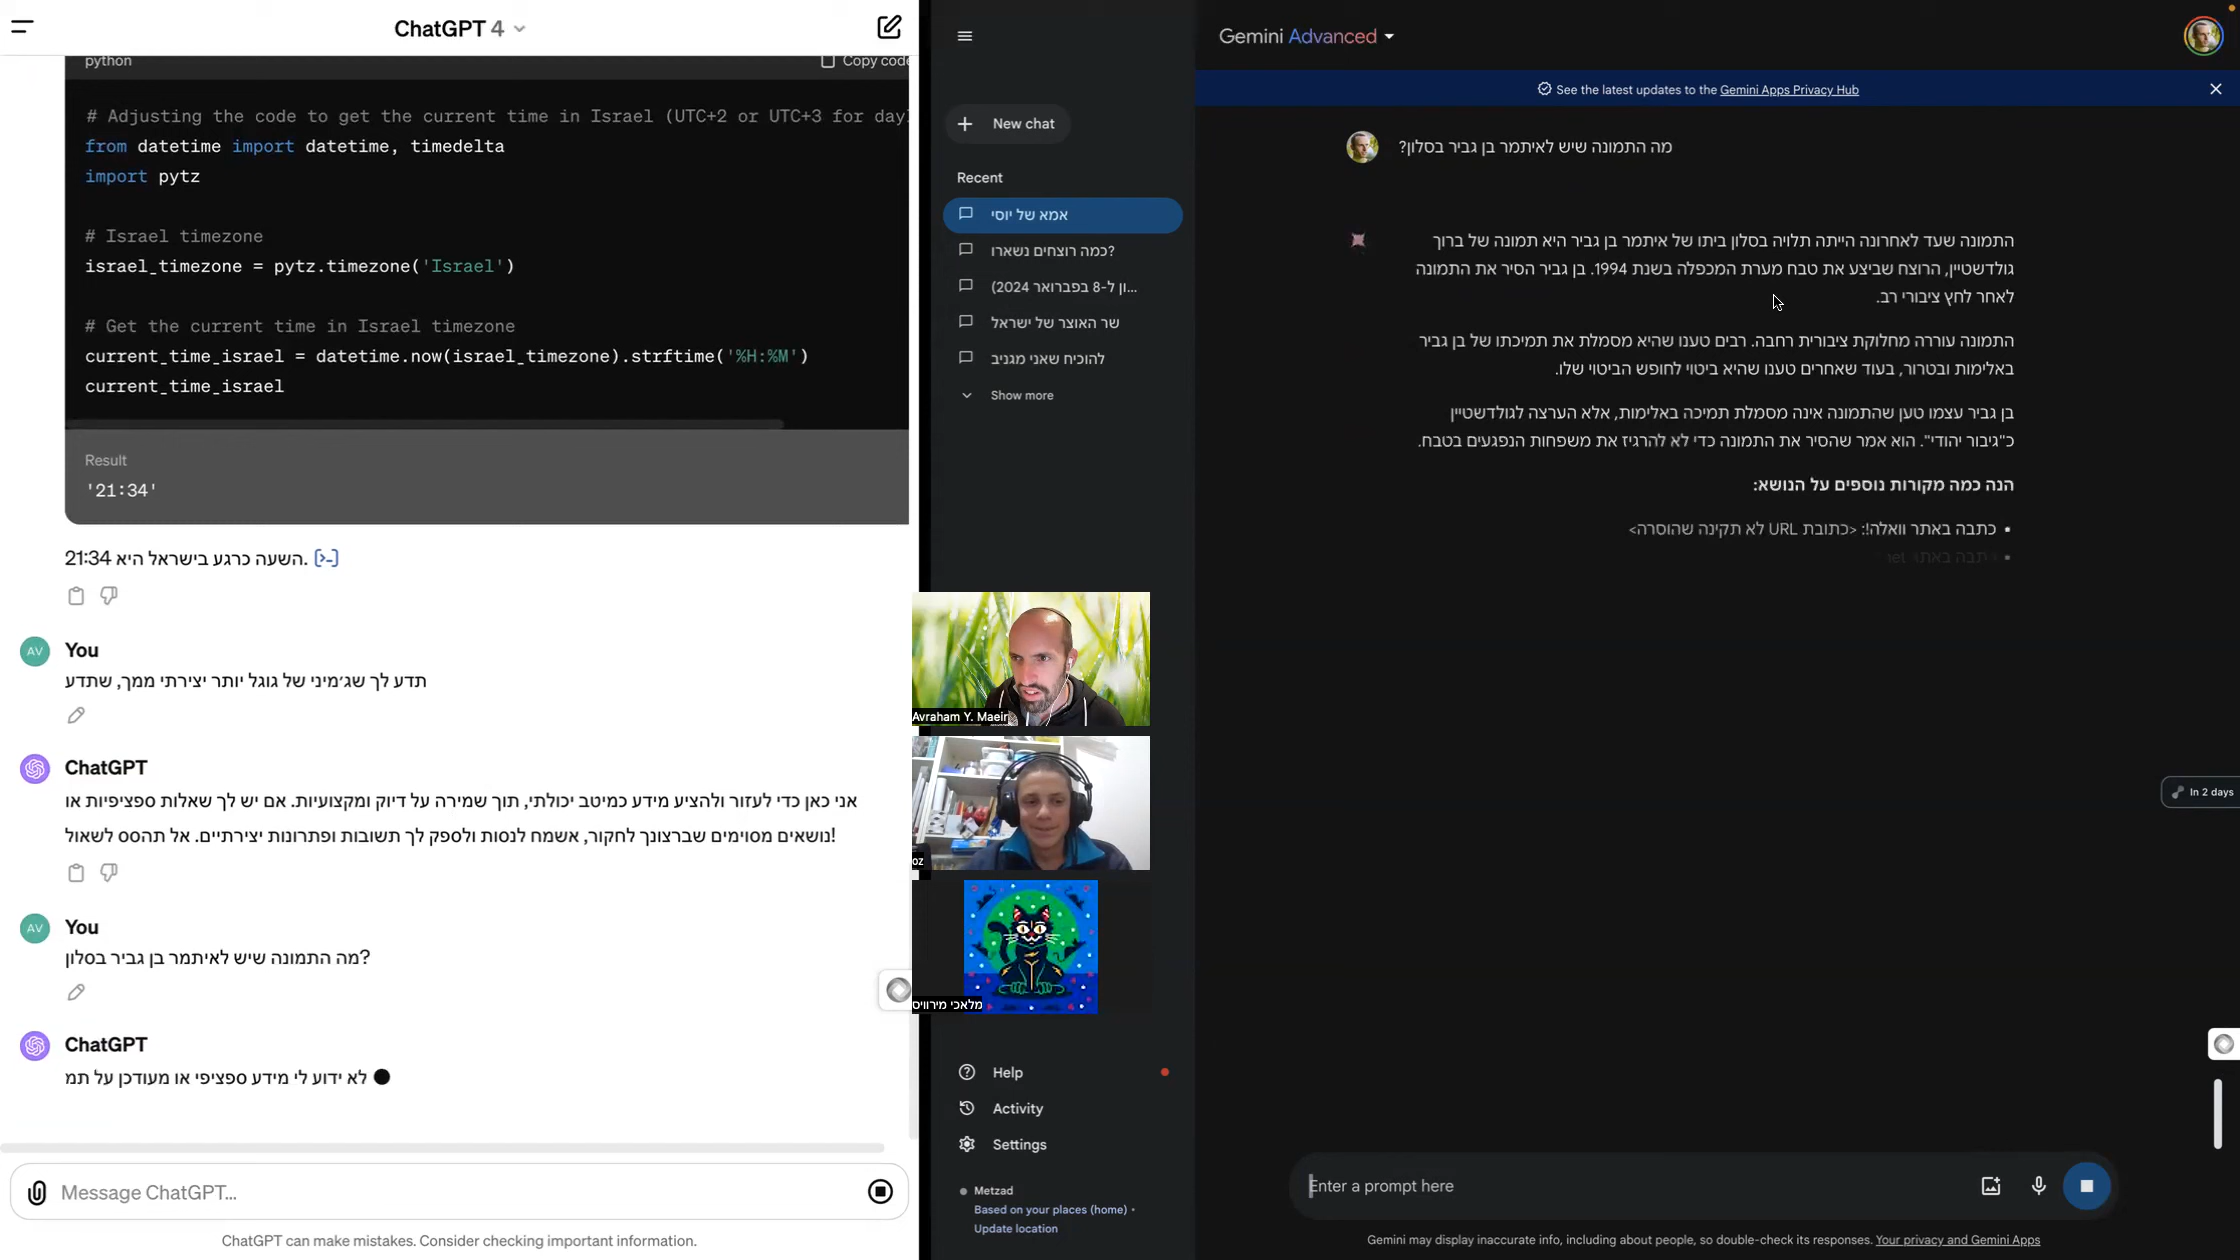 ChatGPT 4
python
Copy code
# Adjusting the code to get the current time in Israel (UTC+2 or UTC+3 for day
from datetime import datetime, timedelta
import pytz
# Israel timezone
israel_timezone = pytz.timezone('Israel')
# Get the current time in Israel timezone
current_time_israel = datetime.now(israel_timezone).strftime('%H:%M')
current_time_israel
Result
'21:34'
השעה כרגע בישראל היא 21:34. [>-]
AV
You
תדע לך שג׳מיני של גוגל יותר יצירתי ממך, שתדע
ChatGPT
אני כאן כדי לעזור ולהציע מידע כמיטב יכולתי, תוך שמירה על דיוק ומקצועיות. אם יש לך שאלות ספציפיות או
נושאים מסוימים שברצונך לחקור, אשמח לנסות ולספק לך תשובות ופתרונות יצירתיים. אל תהסס לשאול!
AV
You
מה התמונה שיש לאיתמר בן גביר בסלון?
ChatGPT
לא ידוע לי מידע ספציפי או מעודכן על תמ
Message ChatGPT...
ChatGPT can make mistakes. Consider checking important information.
New chat
Recent
אמא של יוסי
כמה רוצחים נשארו?
ון ל-8 בפברואר 2024)...
שר האוצר של ישראל
להוכיח שאני מגניב
Show more
Avraham Y. Maeir
oz
מלאכי מירוויס
Help
Activity
Settings
Metzad
Based on your places (home) •
Update location
Gemini Advanced
See the latest updates to the Gemini Apps Privacy Hub
מה התמונה שיש לאיתמר בן גביר בסלון?
התמונה שעד לאחרונה הייתה תלויה בסלון ביתו של איתמר בן גביר היא תמונה של ברוך
גולדשטיין, הרוצח שביצע את טבח מערת המכפלה בשנת 1994. בן גביר הסיר את התמונה
לאחר לחץ ציבורי רב.
התמונה עוררה מחלוקת ציבורית רחבה. רבים טענו שהיא מסמלת את תמיכתו של בן גביר
באלימות ובטרור, בעוד שאחרים טענו שהיא ביטוי לחופש הביטוי שלו.
בן גביר עצמו טען שהתמונה אינה מסמלת תמיכה באלימות, אלא הערצה לגולדשטיין
כ"גיבור יהודי". הוא אמר שהסיר את התמונה כדי לא להרגיז את משפחות הנפגעים בטבח.
הנה כמה מקורות נוספים על הנושא:
• כתבה באתר וואלה!: <כתובת URL לא תקינה שהוסרה>
• כתבה באתר
In 2 days
Enter a prompt here
Gemini may display inaccurate info, including about people, so double-check its responses. Your privacy and Gemini Apps